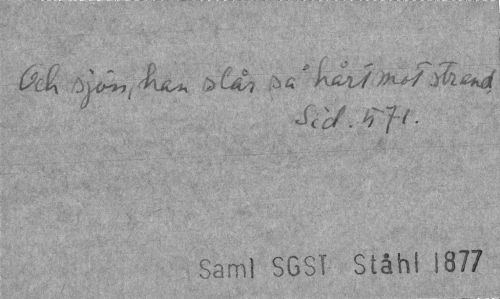 Och sjön, han slår så hårt mot strand
Sid. 571.
Saml SGST Ståhl 1877